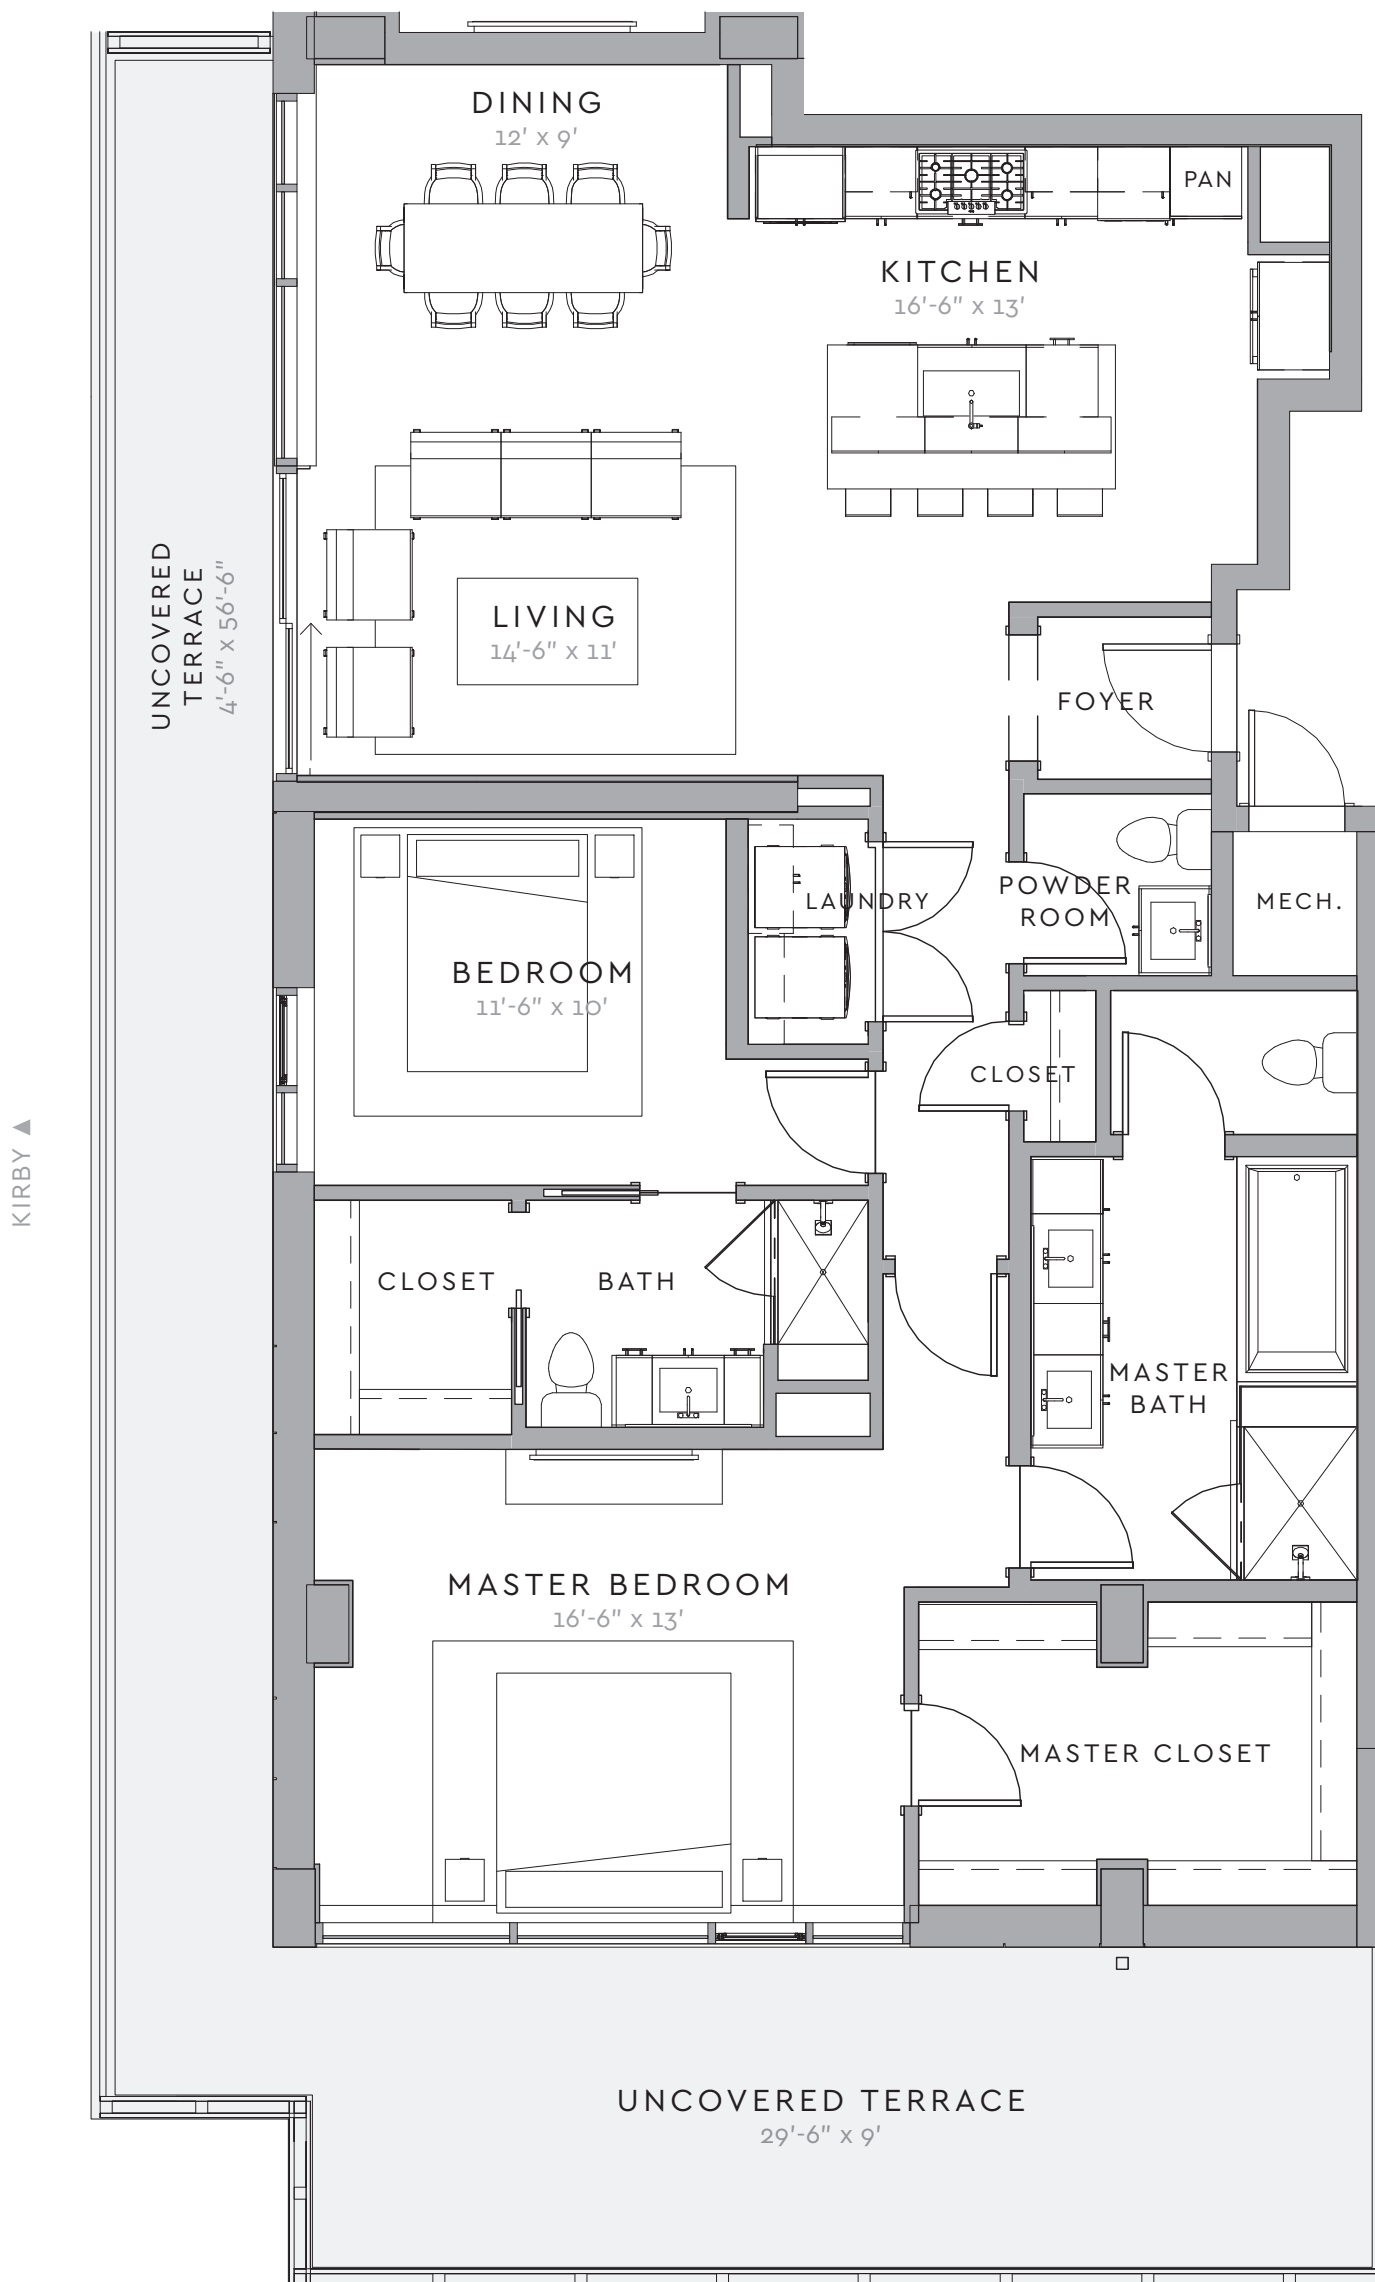 DINING
12' x 9'
PAN
KITCHEN
16'-6" x 13'
UNCOVERED
TERRACE
4'-6" x 56'-6"
LIVING
14'-6" x 11'
FOYER
LAUNDRY
POWDER
ROOM
MECH.
BEDROOM
11'-6" x 10'
CLOSET
KIRBY ▲
CLOSET
BATH
MASTER
BATH
MASTER BEDROOM
16'-6" x 13'
MASTER CLOSET
UNCOVERED TERRACE
29'-6" x 9'